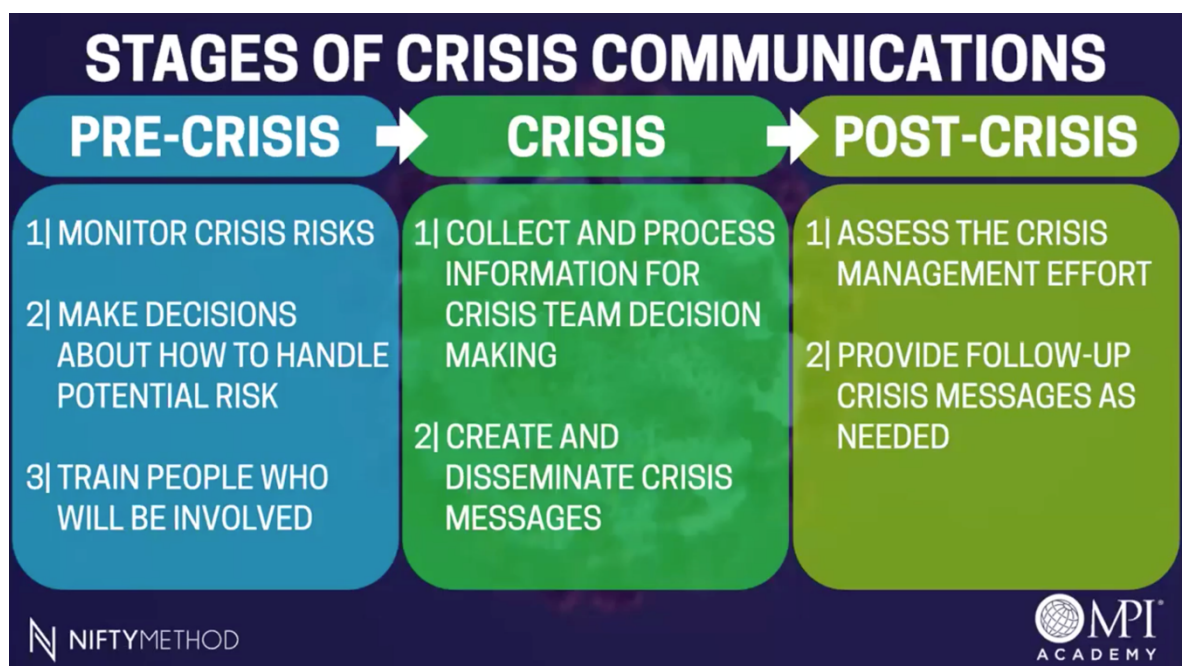 STAGES OF CRISIS COMMUNICATIONS
PRE-CRISIS
1| MONITOR CRISIS RISKS
2| MAKE DECISIONS
ABOUT HOW TO HANDLE
POTENTIAL RISK
3| TRAIN PEOPLE WHO
WILL BE INVOLVED
CRISIS
1| COLLECT AND PROCESS
INFORMATION FOR
CRISIS TEAM DECISION
MAKING
2| CREATE AND
DISSEMINATE CRISIS
MESSAGES
POST-CRISIS
1| ASSESS THE CRISIS
MANAGEMENT EFFORT
2| PROVIDE FOLLOW-UP
CRISIS MESSAGES AS
NEEDED
NIFTYMETHOD
MPI®
ACADEMY